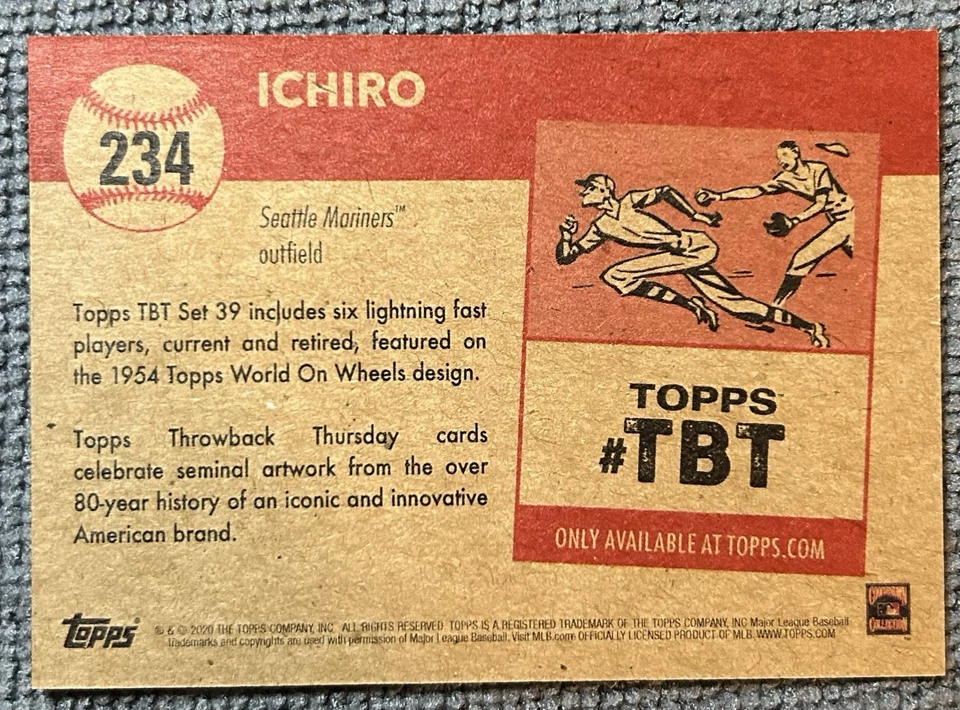 ICHIRO
234
Seattle Mariners™
outfield
Topps TBT Set 39 includes six lightning fast
players, current and retired, featured on
the 1954 Topps World On Wheels design.
Topps Throwback Thursday cards
celebrate seminal artwork from the over
80-year history of an iconic and innovative
American brand.
TOPPS
#TBT
ONLY AVAILABLE AT TOPPS.COM
topps
® & © 2020 THE TOPPS COMPANY, INC. ALL RIGHTS RESERVED. TOPPS IS A REGISTERED TRADEMARK OF THE TOPPS COMPANY, INC Major League Baseball
Trademarks and copyrights are used with permission of Major League Baseball. Visit MLB.com OFFICIALLY LICENSED PRODUCT OF MLB. WWW.TOPPS.COM
COLLECTION